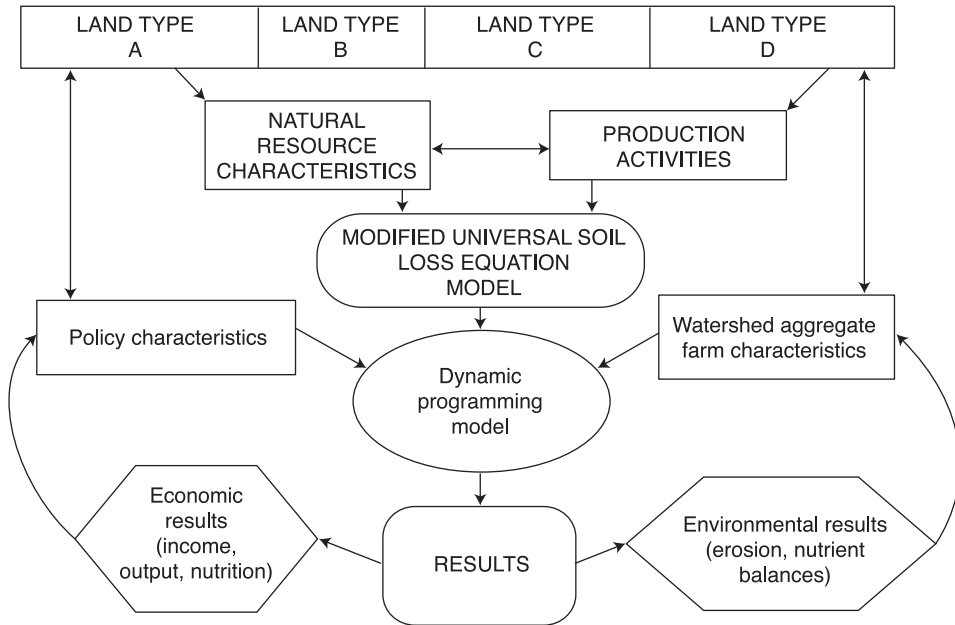 LAND TYPE
A
LAND TYPE
B
LAND TYPE
C
LAND TYPE
D
NATURAL
RESOURCE
CHARACTERISTICS
PRODUCTION
ACTIVITIES
MODIFIED UNIVERSAL SOIL
LOSS EQUATION
MODEL
Policy characteristics
Watershed aggregate
farm characteristics
Dynamic
programming
model
Economic
results
(income,
output, nutrition)
RESULTS
Environmental results
(erosion, nutrient
balances)